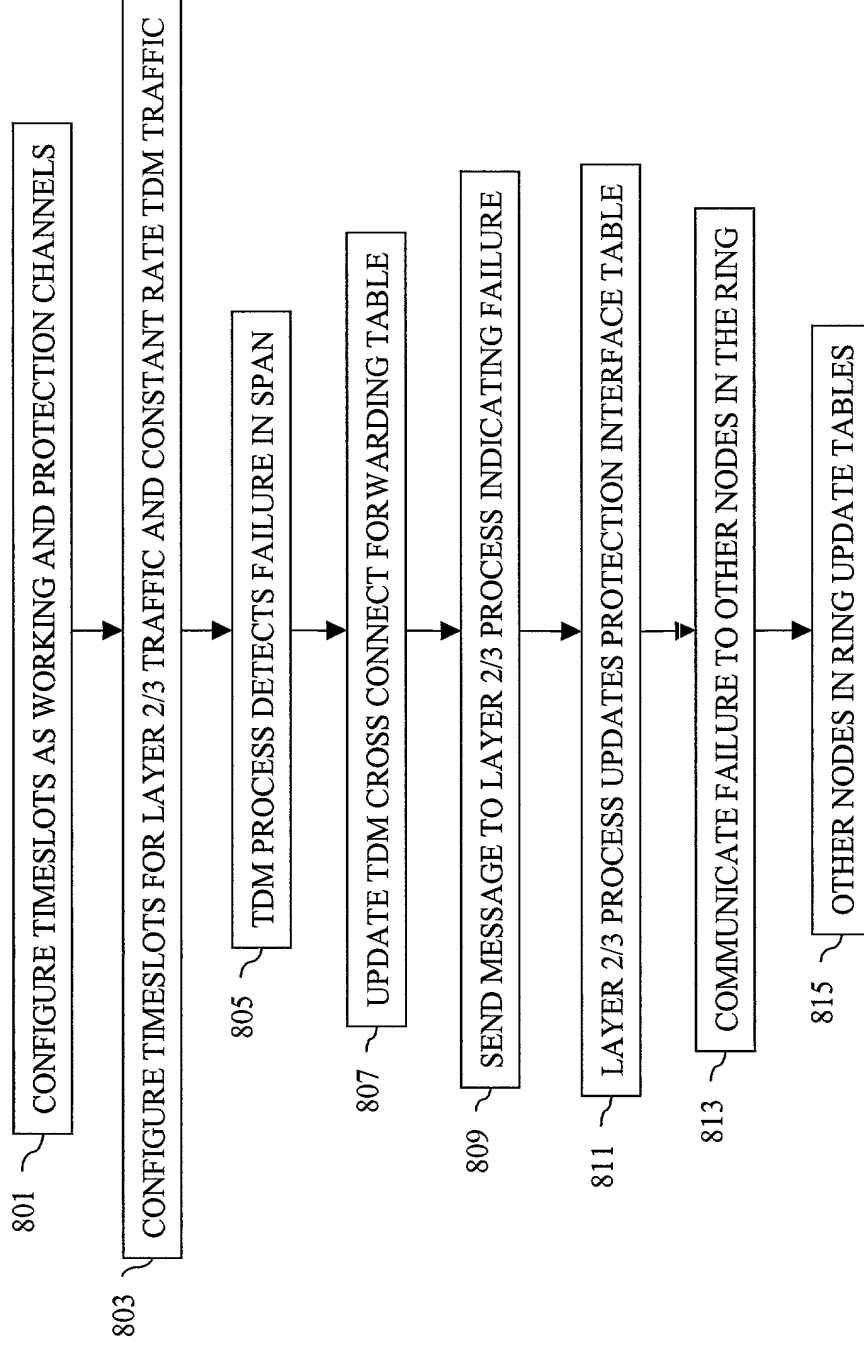 801
CONFIGURE TIMESLOTS AS WORKING AND PROTECTION CHANNELS
803
CONFIGURE TIMESLOTS FOR LAYER 2/3 TRAFFIC AND CONSTANT RATE TDM TRAFFIC
805
TDM PROCESS DETECTS FAILURE IN SPAN
807
UPDATE TDM CROSS CONNECT FORWARDING TABLE
809
SEND MESSAGE TO LAYER 2/3 PROCESS INDICATING FAILURE
811
LAYER 2/3 PROCESS UPDATES PROTECTION INTERFACE TABLE
813
COMMUNICATE FAILURE TO OTHER NODES IN THE RING
815
OTHER NODES IN RING UPDATE TABLES